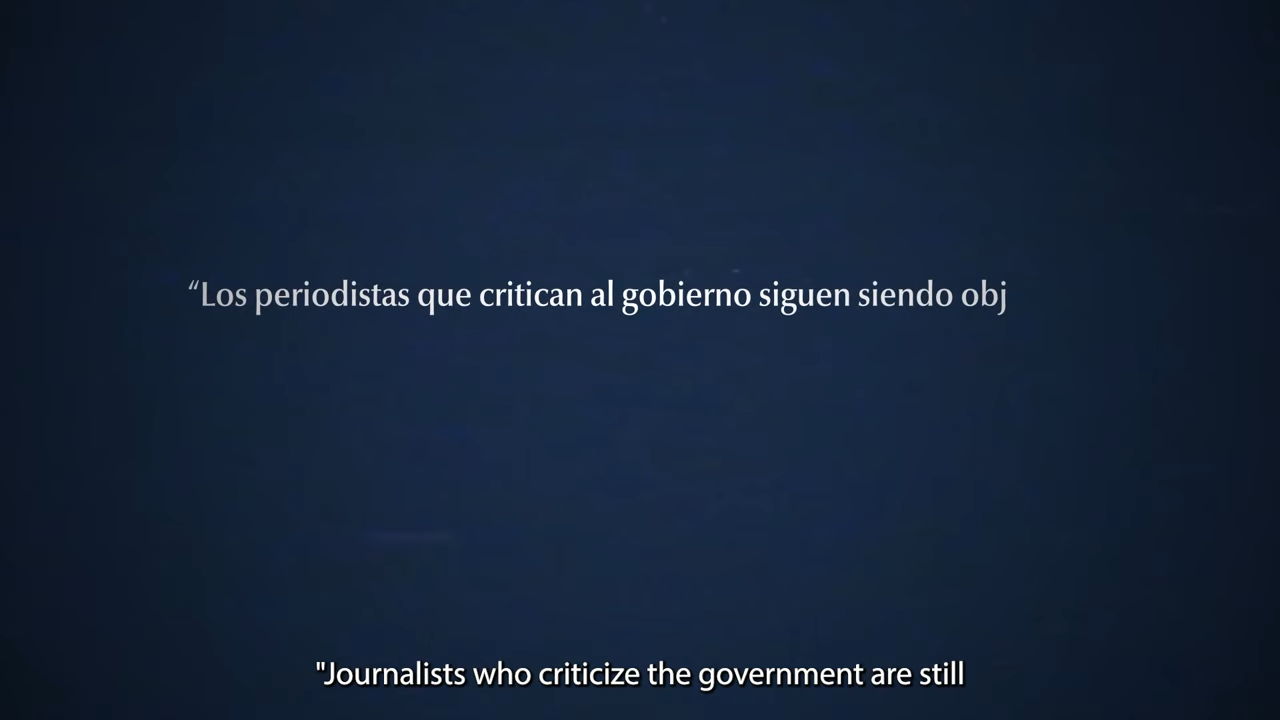 “Los periodistas que critican al gobierno siguen siendo obj
"Journalists who criticize the government are still